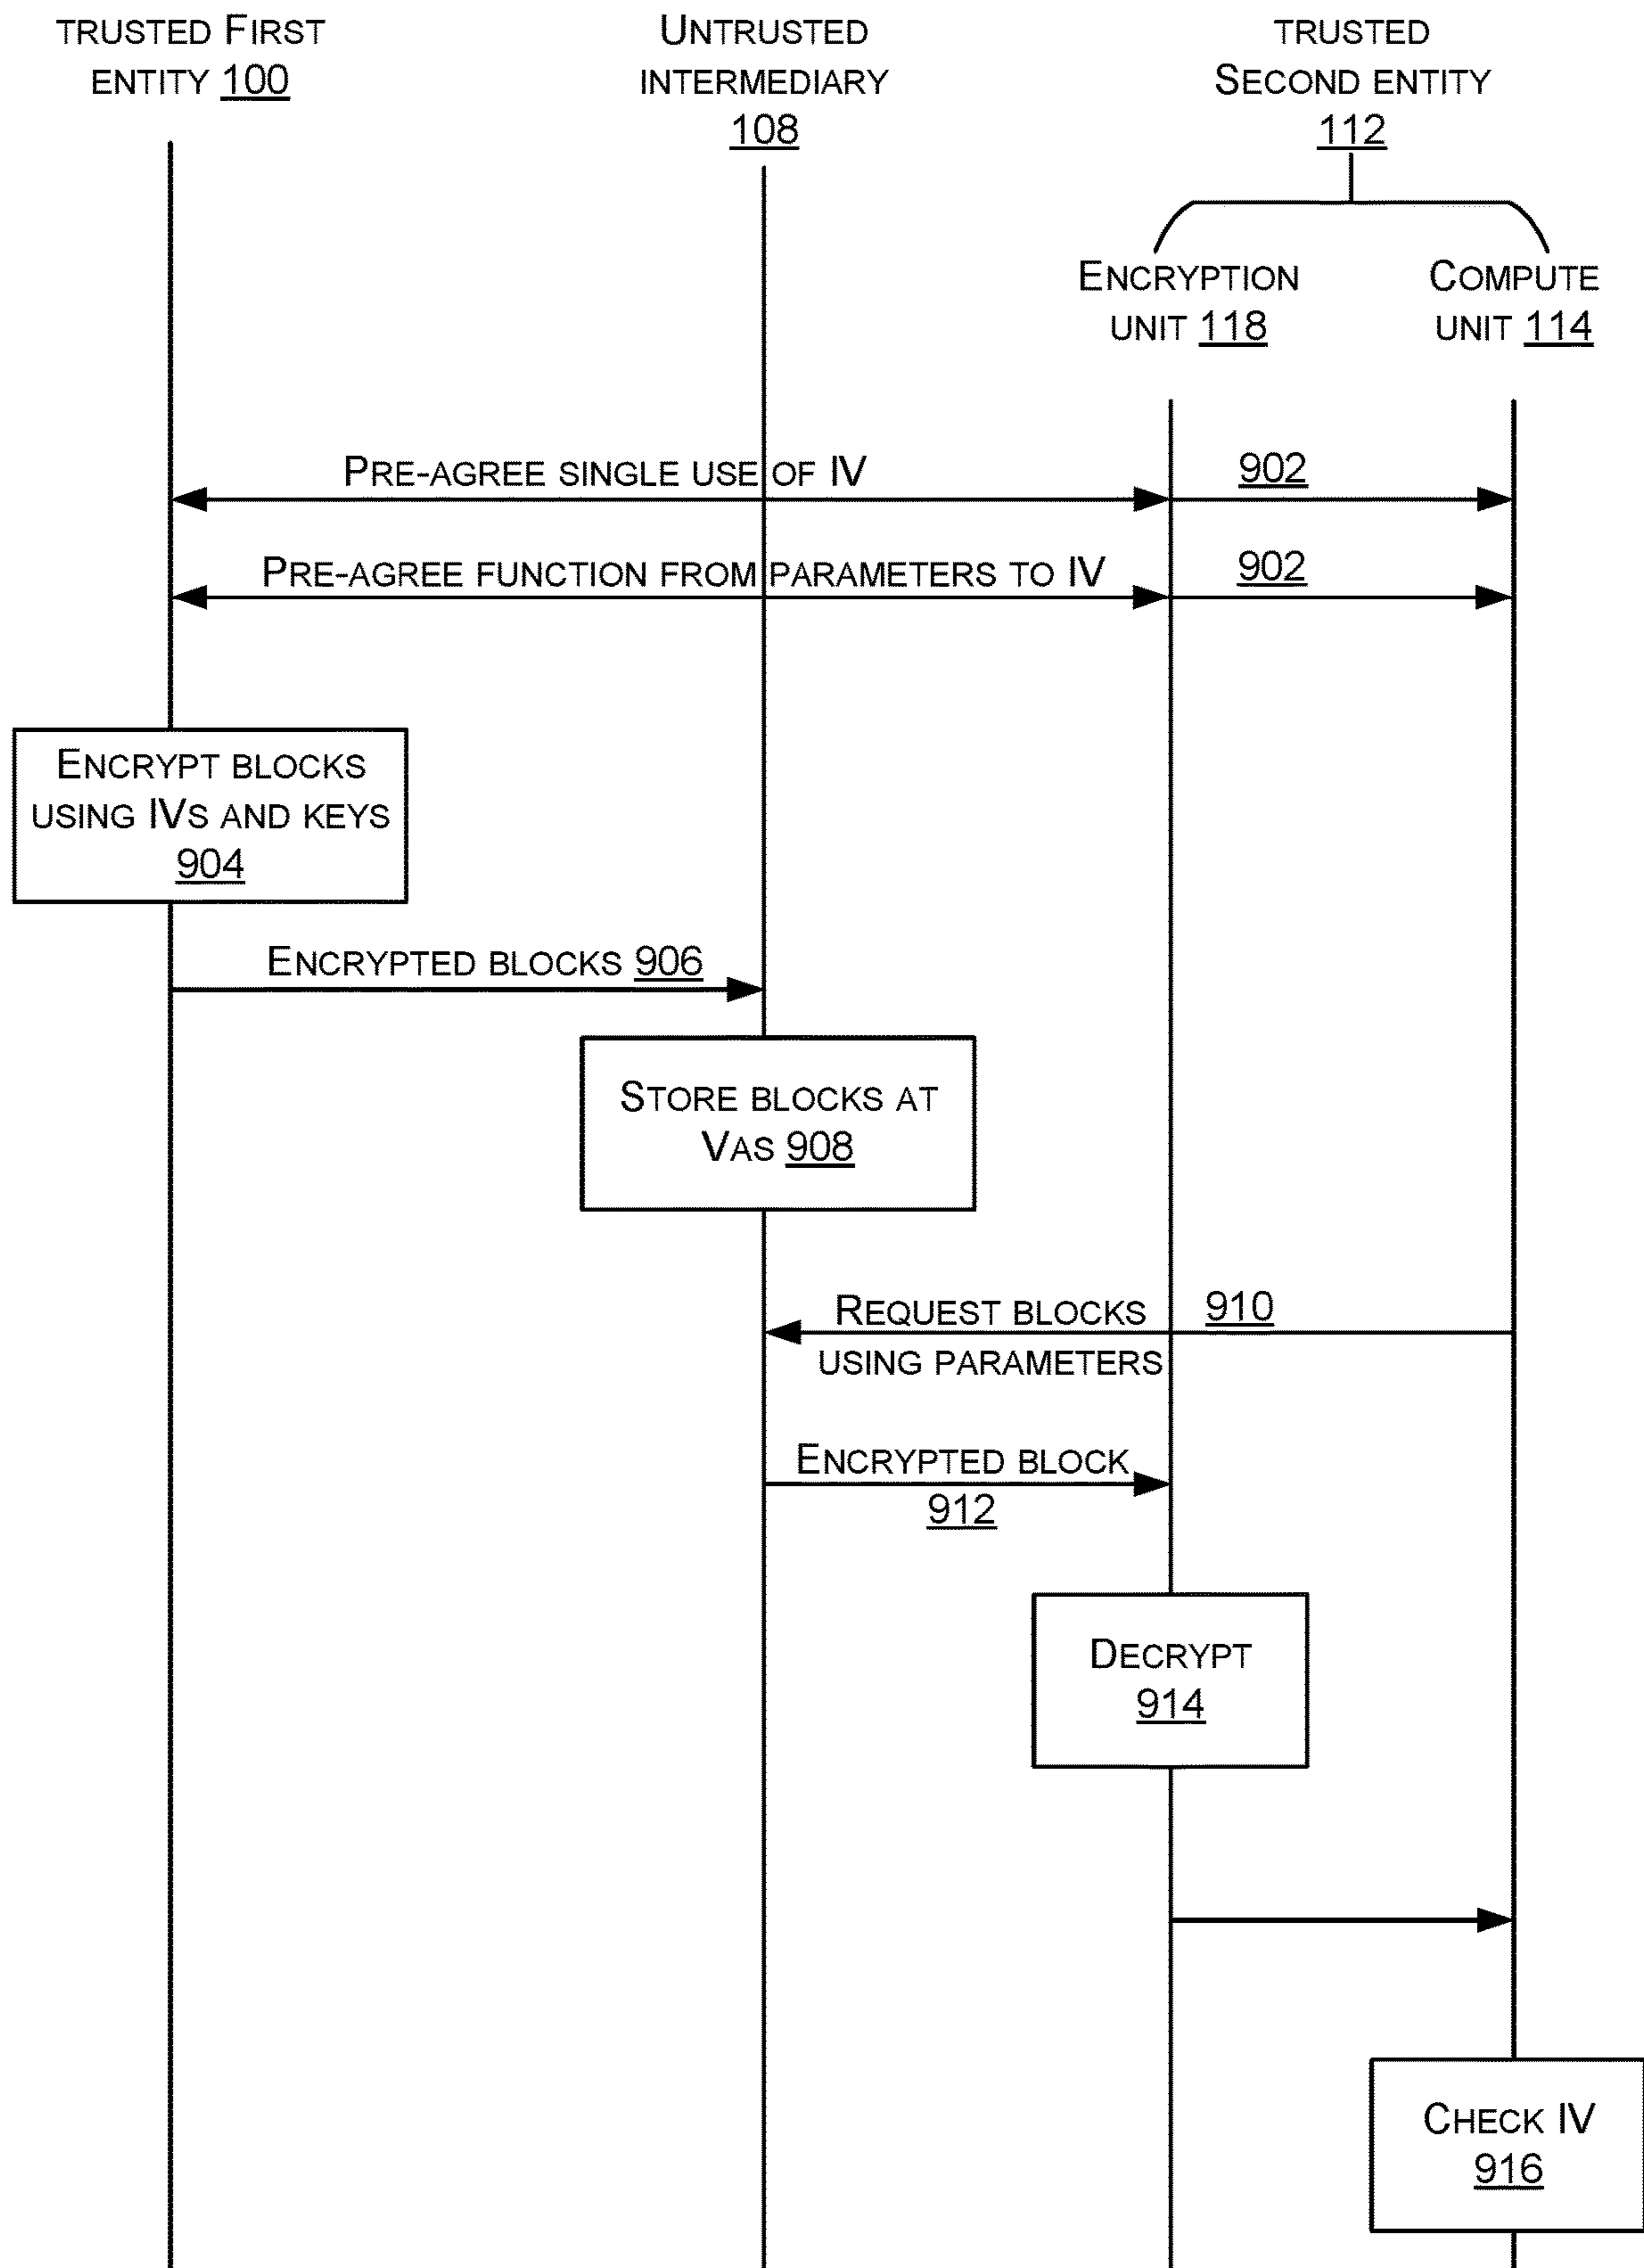 TRUSTED FIRST
ENTITY 100
UNTRUSTED
INTERMEDIARY
108
TRUSTED
SECOND ENTITY
112
ENCRYPTION
UNIT 118
COMPUTE
UNIT 114
PRE-AGREE SINGLE USE OF IV
902
PRE-AGREE FUNCTION FROM PARAMETERS TO IV
902
ENCRYPT BLOCKS
USING IVS AND KEYS
904
ENCRYPTED BLOCKS 906
STORE BLOCKS AT
VAS 908
REQUEST BLOCKS 910
USING PARAMETERS
ENCRYPTED BLOCK
912
DECRYPT
914
CHECK IV
916